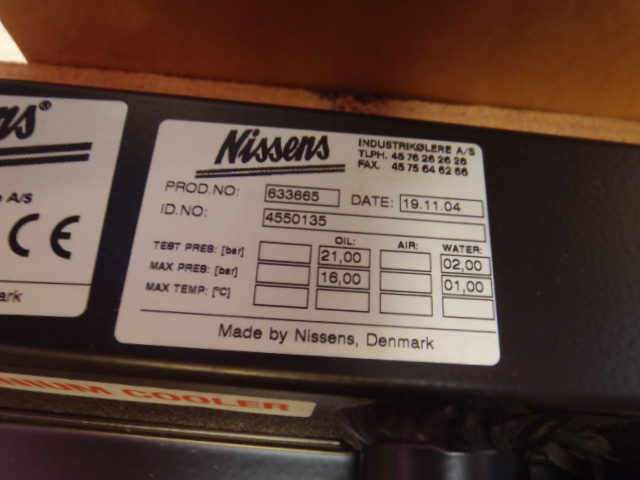 Nissens
INDUSTRIKØLERE A/S
TLPH. 45 76 26 26 26
FAX. 45 75 64 62 66
PROD.NO: 633665 DATE: 19.11.04
ID.NO: 4550135
OIL: AIR: WATER:
TEST PRES: [bar] 21,00 02,00
MAX PRES: [bar] 16,00 01,00
MAX TEMP: [°C]
Made by Nissens, Denmark
ns®
A/S
CE
ark
NIUM COOLER